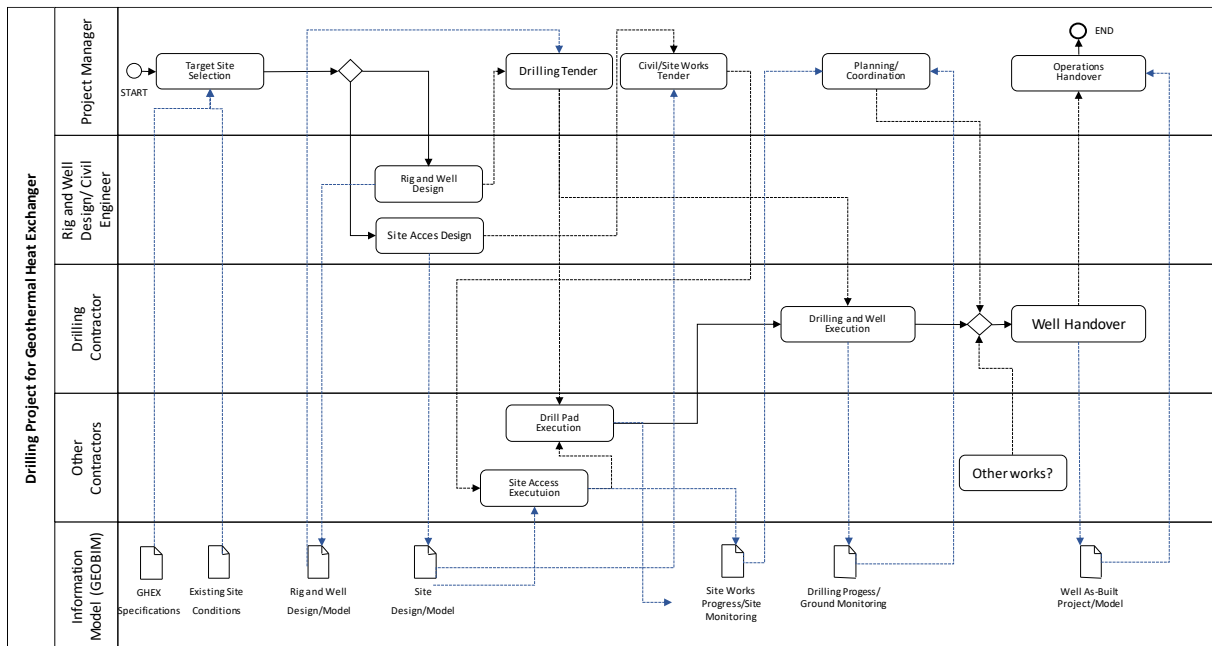 Drilling Project for Geothermal Heat Exchanger
Project Manager
START
Target Site
Selection
Drilling Tender
Civil/Site Works
Tender
Planning/
Coordination
END
Operations
Handover
Rig and Well
Design/ Civil
Engineer
Rig and Well
Design
Site Acces Design
Drilling
Contractor
Drilling and Well
Execution
Well Handover
Other
Contractors
Drill Pad
Execution
Site Access
Executuion
Other works?
Information
Model (GEOBIM)
GHEX
Specifications
Existing Site
Conditions
Rig and Well
Design/Model
Site
Design/Model
Site Works
Progress/Site
Monitoring
Drilling Progess/
Ground Monitoring
Well As-Built
Project/Model